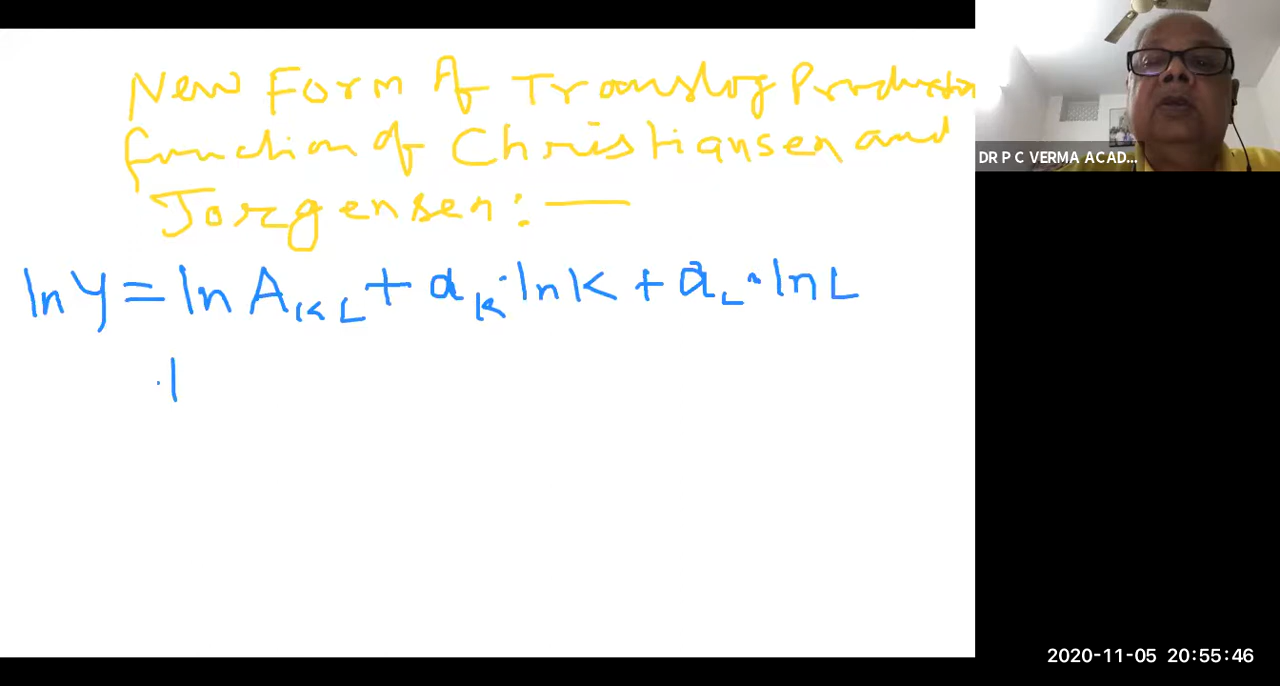 New Form Of Translog Production
function of Christiansen and
Jorgensen : —
ln Y = ln A_KL + α_K · ln K + α_L · ln L
DR P C VERMA ACAD...
2020-11-05 20:55:46